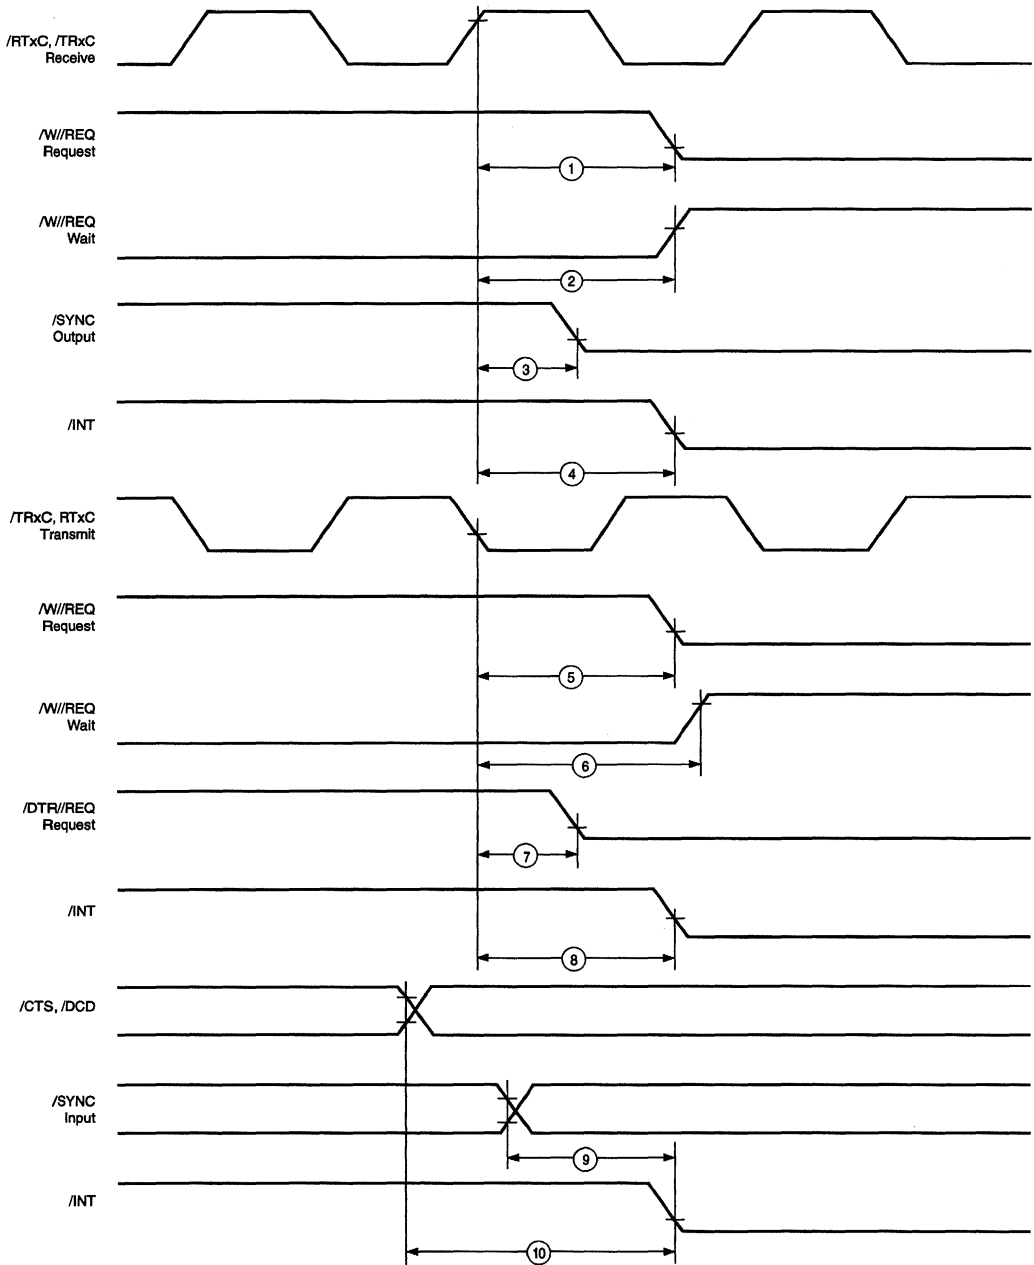 /RTxC, /TRxC
Receive
/W//REQ
Request
1
/W//REQ
Wait
2
/SYNC
Output
3
/INT
4
/TRxC, RTxC
Transmit
/W//REQ
Request
5
/W//REQ
Wait
6
/DTR//REQ
Request
7
/INT
8
/CTS, /DCD
/SYNC
Input
9
/INT
10